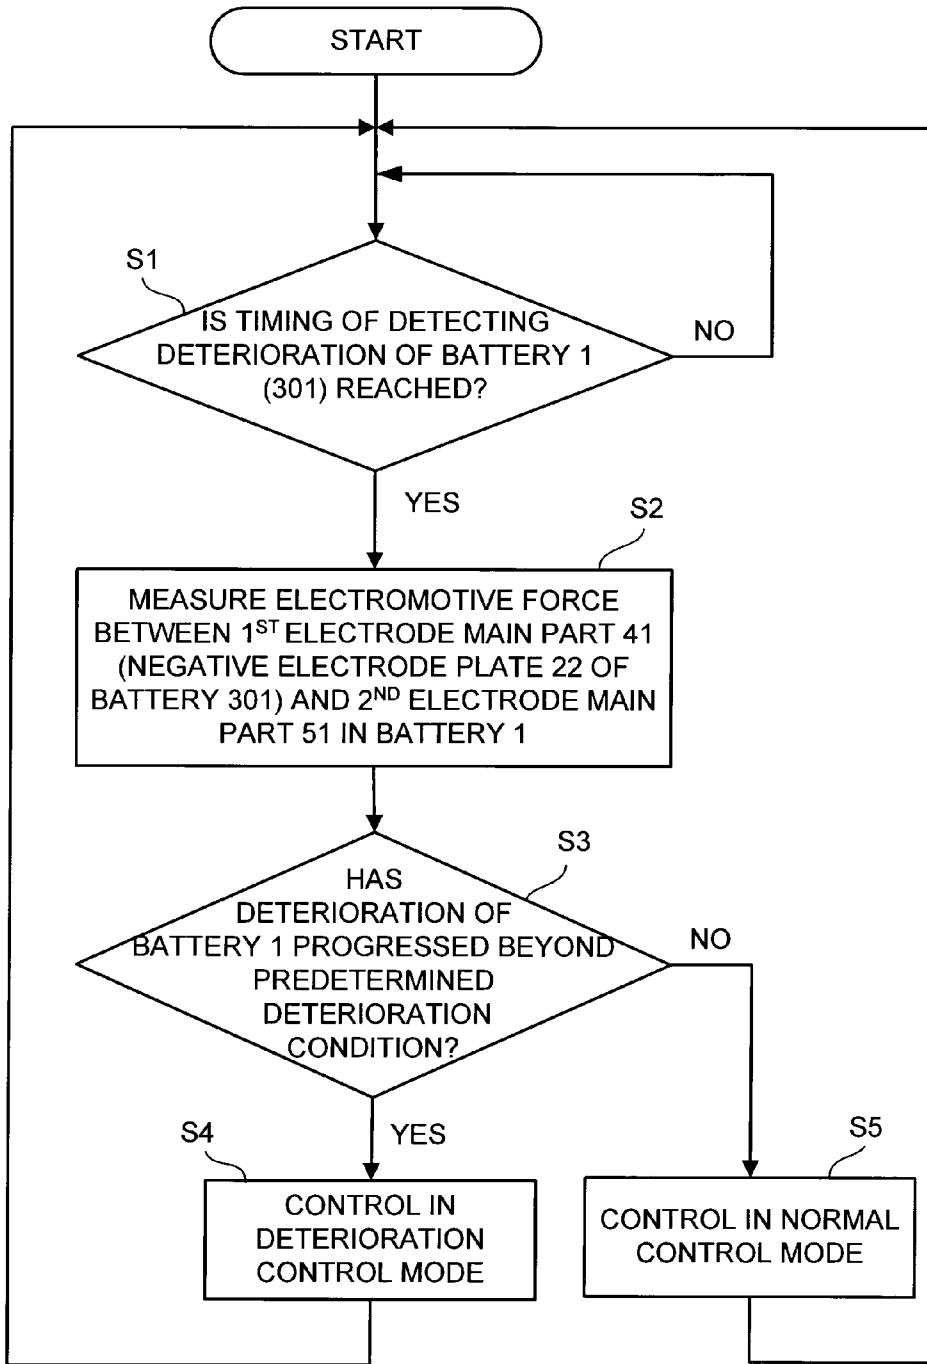 START
S1
IS TIMING OF DETECTING
DETERIORATION OF BATTERY 1
(301) REACHED?
NO
YES
S2
MEASURE ELECTROMOTIVE FORCE
BETWEEN 1ST ELECTRODE MAIN PART 41
(NEGATIVE ELECTRODE PLATE 22 OF
BATTERY 301) AND 2ND ELECTRODE MAIN
PART 51 IN BATTERY 1
S3
HAS
DETERIORATION OF
BATTERY 1 PROGRESSED BEYOND
PREDETERMINED
DETERIORATION
CONDITION?
NO
YES
S4
CONTROL IN
DETERIORATION
CONTROL MODE
S5
CONTROL IN NORMAL
CONTROL MODE